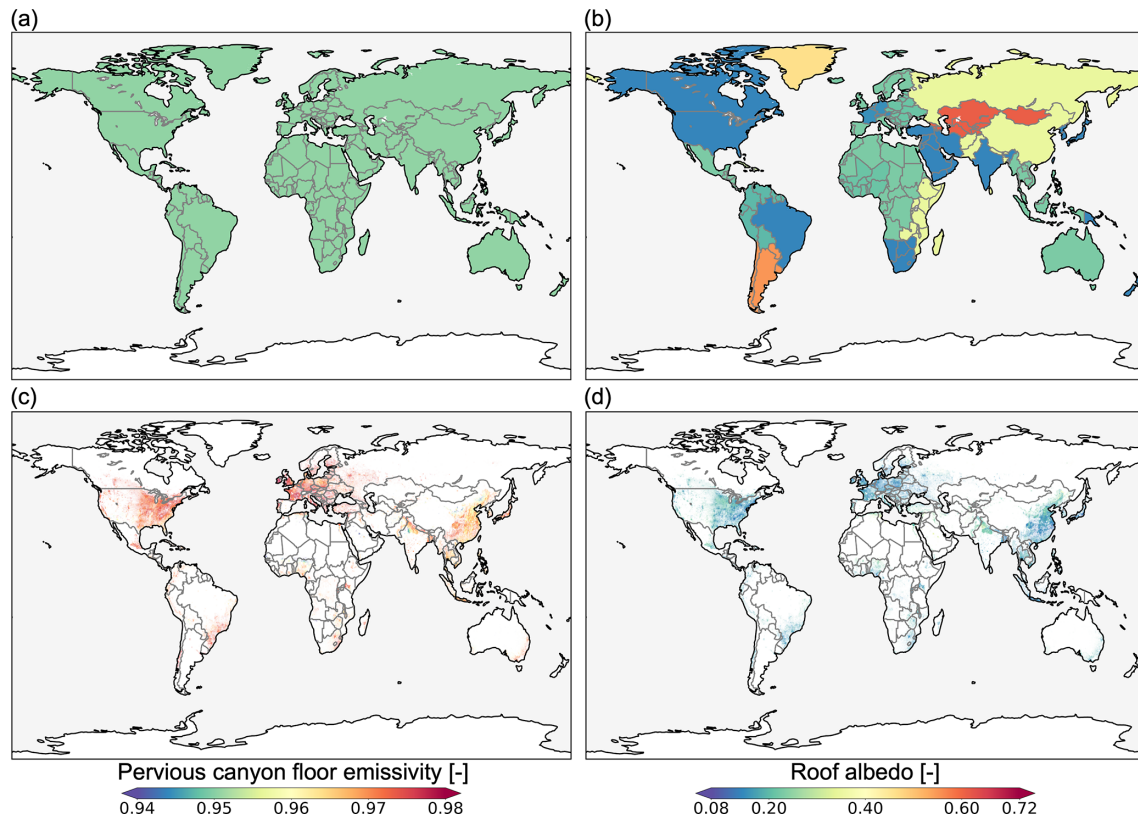 (a)
(b)
(c)
(d)
Pervious canyon floor emissivity [-]
0.94 0.95 0.96 0.97 0.98
Roof albedo [-]
0.08 0.20 0.40 0.60 0.72